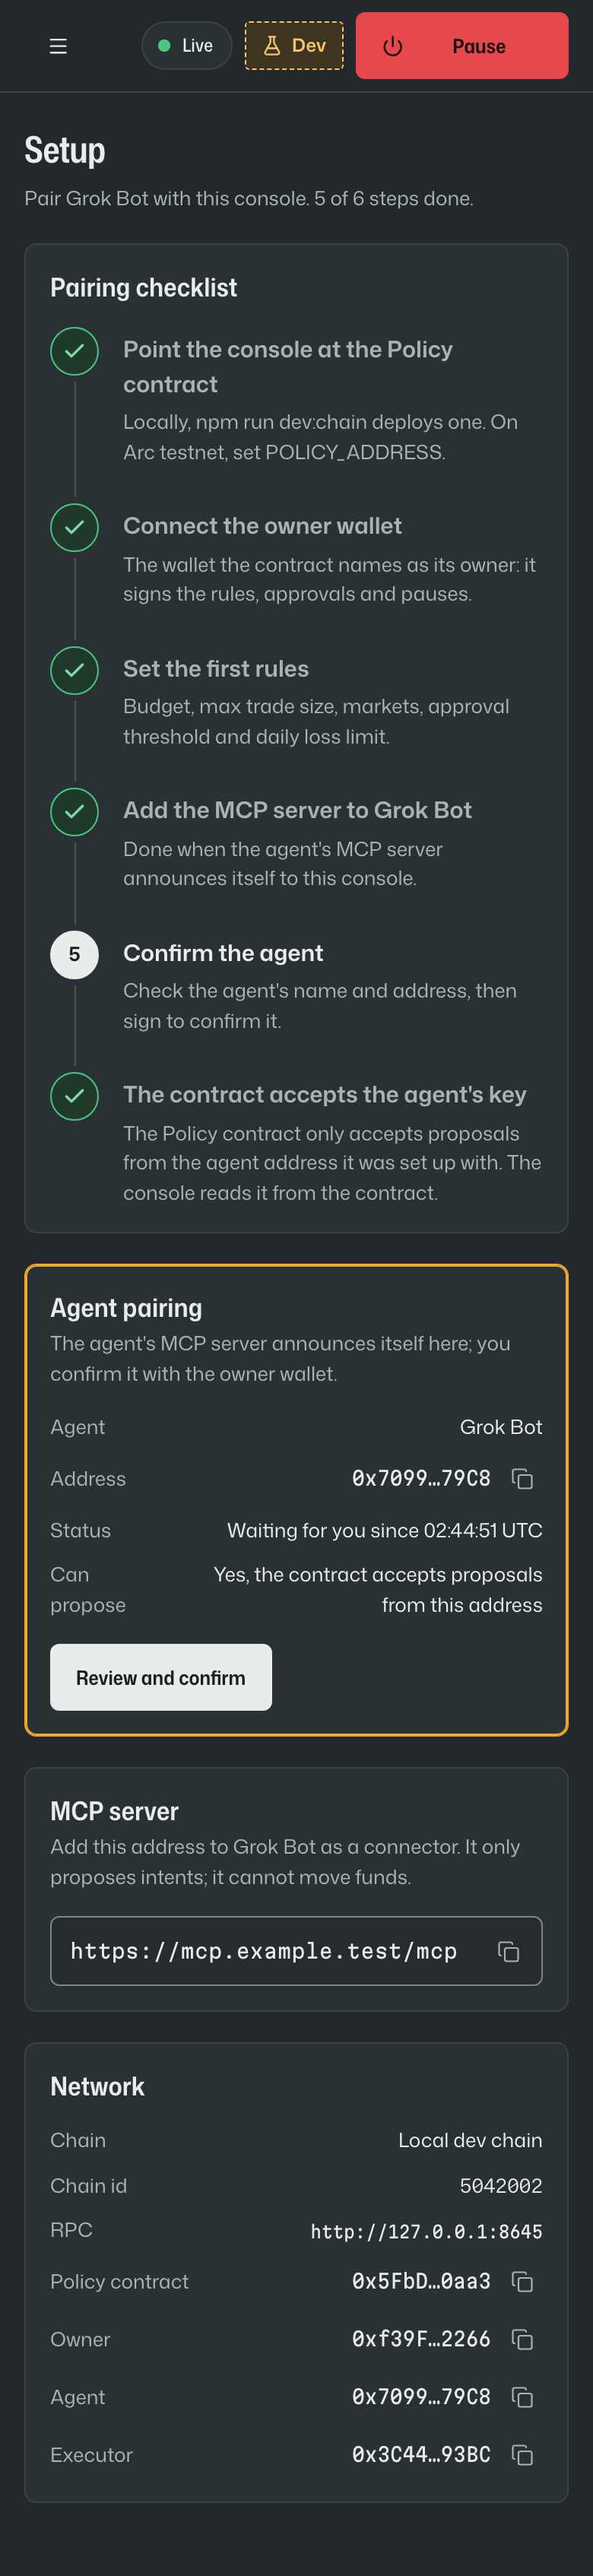 Live
Dev
Pause
Setup
Pair Grok Bot with this console. 5 of 6 steps done.
Pairing checklist
Point the console at the Policy
contract
Locally, npm run dev:chain deploys one. On
Arc testnet, set POLICY_ADDRESS.
Connect the owner wallet
The wallet the contract names as its owner: it
signs the rules, approvals and pauses.
Set the first rules
Budget, max trade size, markets, approval
threshold and daily loss limit.
Add the MCP server to Grok Bot
Done when the agent's MCP server
announces itself to this console.
5
Confirm the agent
Check the agent's name and address, then
sign to confirm it.
The contract accepts the agent's key
The Policy contract only accepts proposals
from the agent address it was set up with. The
console reads it from the contract.
Agent pairing
The agent's MCP server announces itself here; you
confirm it with the owner wallet.
Agent Grok Bot
Address 0x7099…79C8
Status Waiting for you since 02:44:51 UTC
Can propose Yes, the contract accepts proposals
from this address
Review and confirm
MCP server
Add this address to Grok Bot as a connector. It only
proposes intents; it cannot move funds.
https://mcp.example.test/mcp
Network
Chain Local dev chain
Chain id 5042002
RPC http://127.0.0.1:8645
Policy contract 0x5FbD…0aa3
Owner 0xf39F…2266
Agent 0x7099…79C8
Executor 0x3C44…93BC